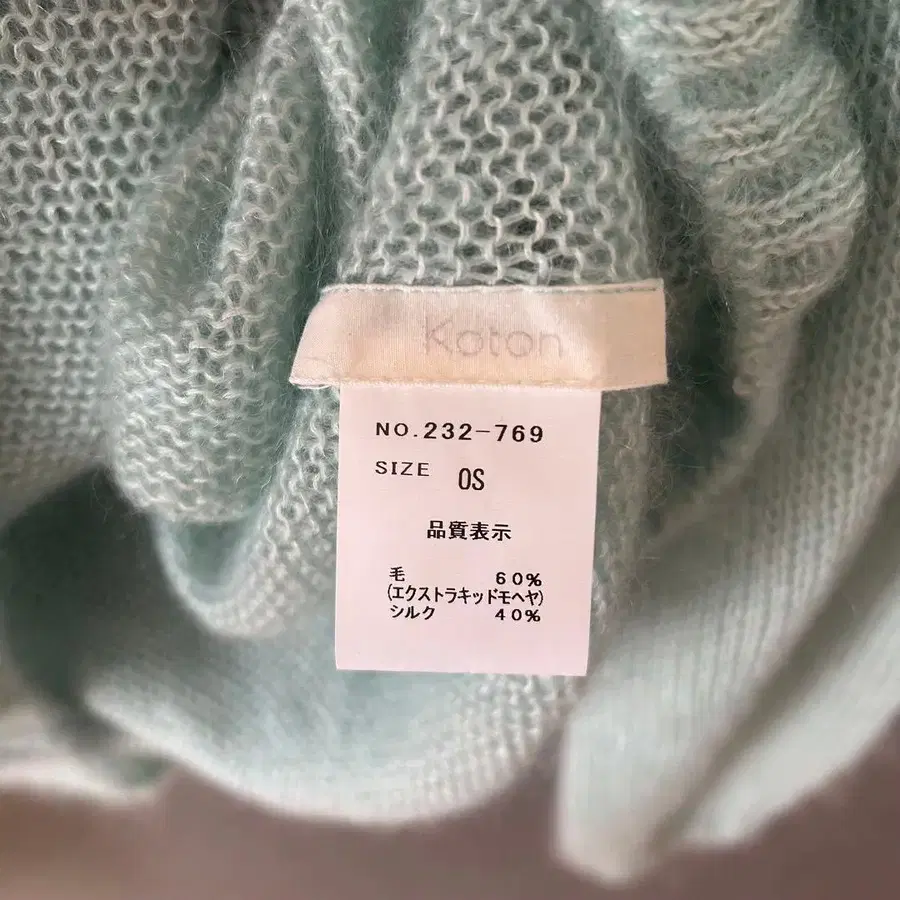 Koton
NO.232-769
SIZE OS
品質表示
毛 60%
(エクストラキッドモヘヤ)
シルク 40%